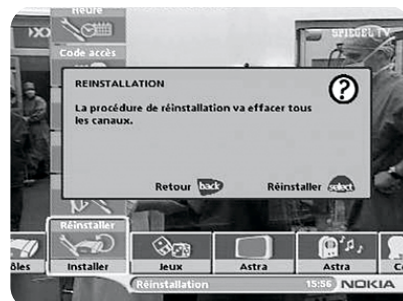 Heure
SPIEGEL TV
Code accès
REINSTALLATION
?
La procédure de réinstallation va effacer tous
les canaux.
Retour back
Réinstaller select
Réinstaller
Installer
Jeux
Astra
Astra
Réinstallation
15:56 NOKIA